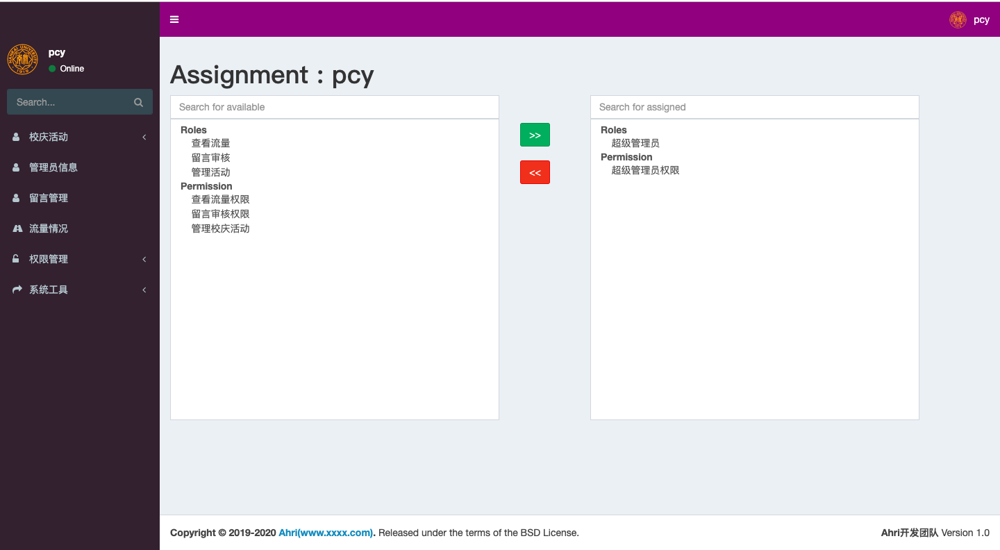 pcy
pcy
Online
NANKAI UNIVERSITY
1919
Search...
校庆活动
管理员信息
留言管理
流量情况
权限管理
系统工具
Assignment : pcy
Search for available
Roles
查看流量
留言审核
管理活动
Permission
查看流量权限
留言审核权限
管理校庆活动
>>
<<
Search for assigned
Roles
超级管理员
Permission
超级管理员权限
Copyright © 2019-2020 Ahri(www.xxxx.com). Released under the terms of the BSD License.
Ahri开发团队 Version 1.0